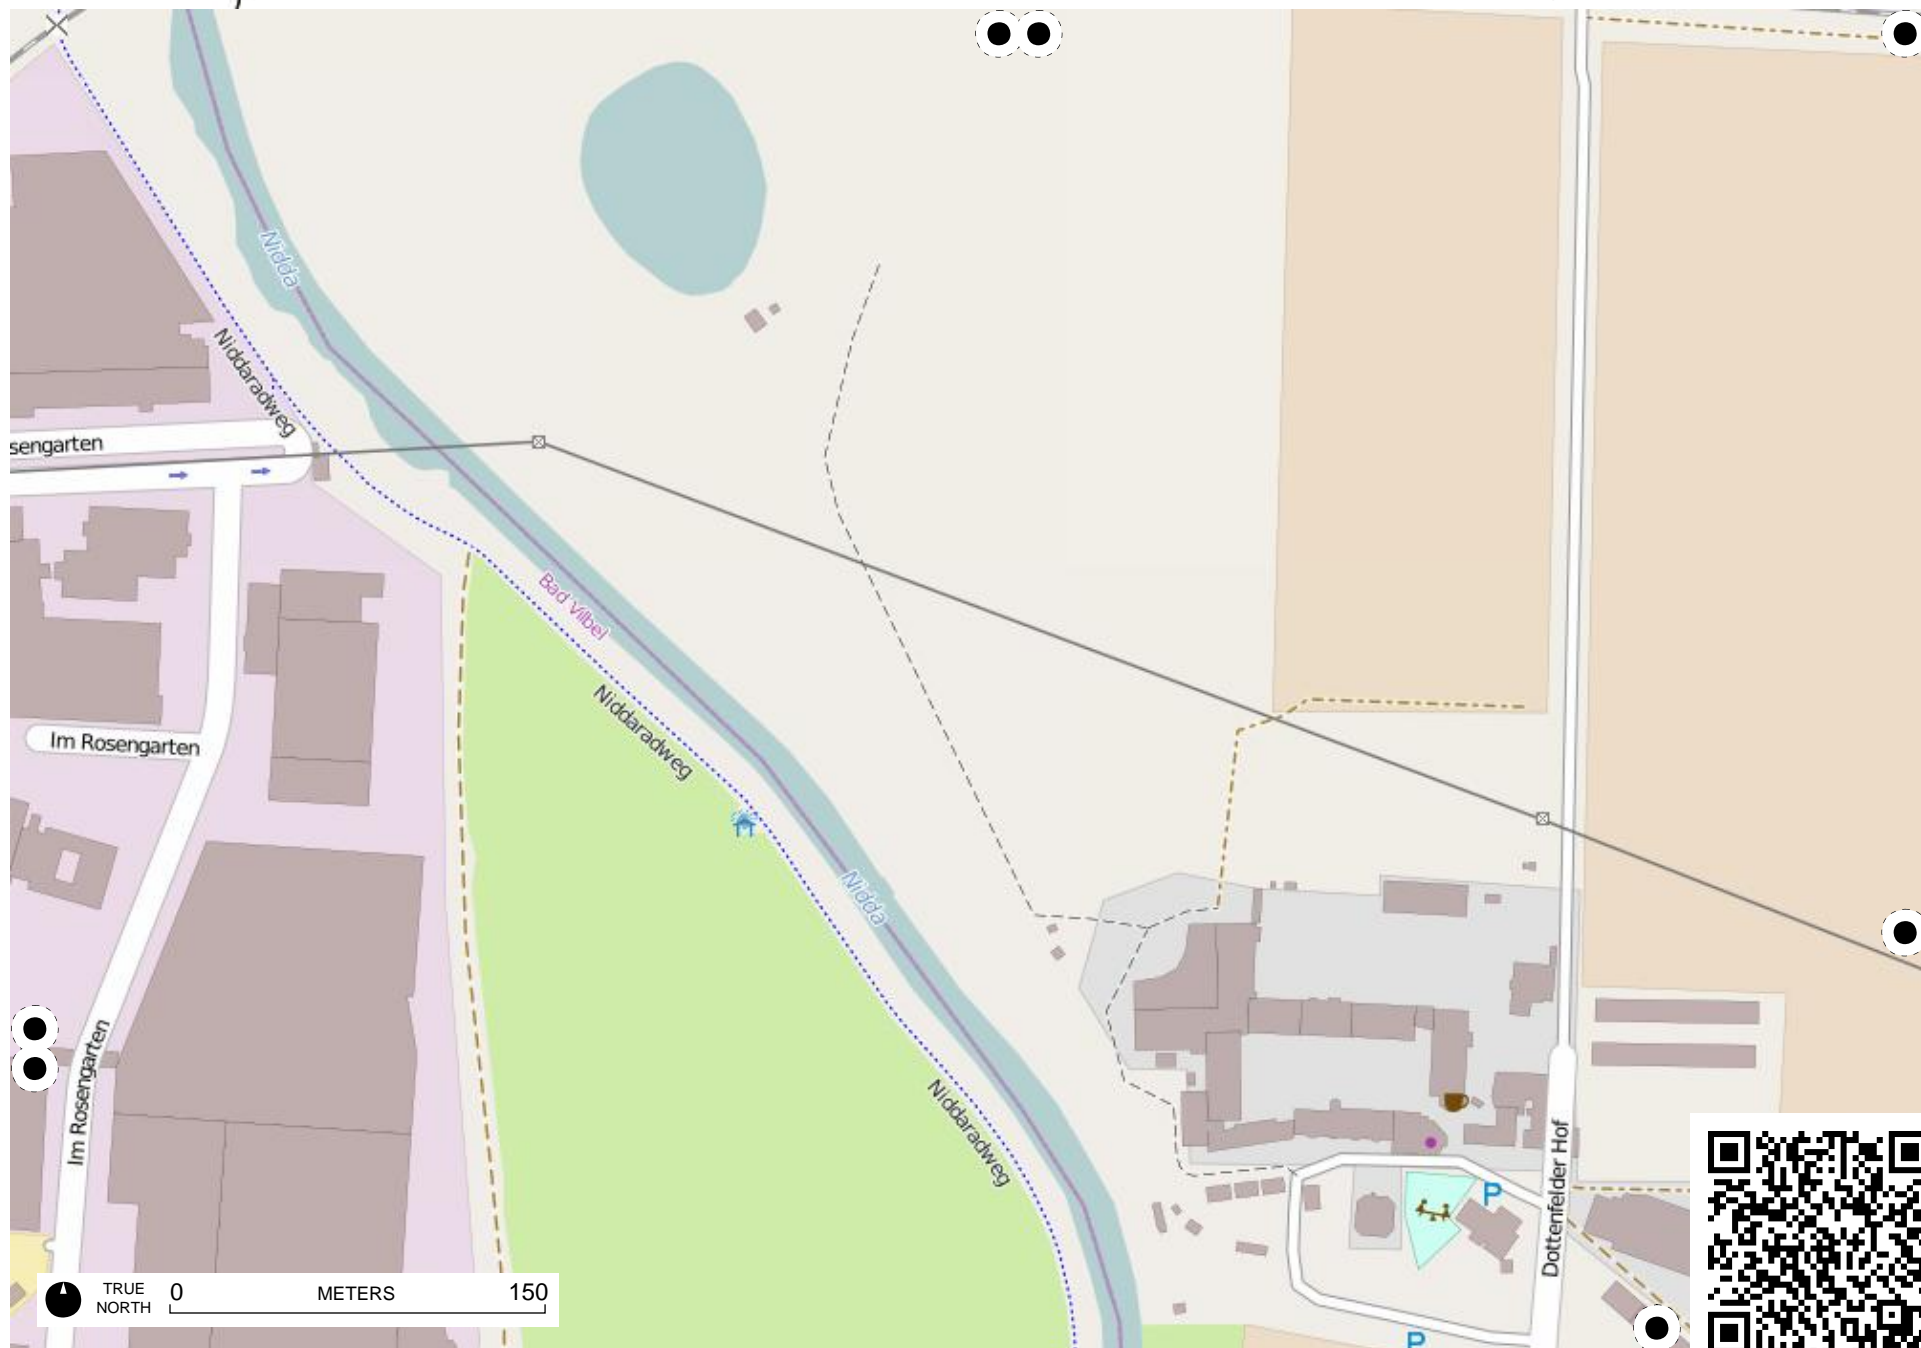 Nidda
Niddaradweg
sengarten
Bad Vilbel
Niddaradweg
Im Rosengarten
Nidda
Im Rosengarten
Niddaradweg
Dottenfelder Hof
P
P
TRUE
NORTH
0 METERS 150